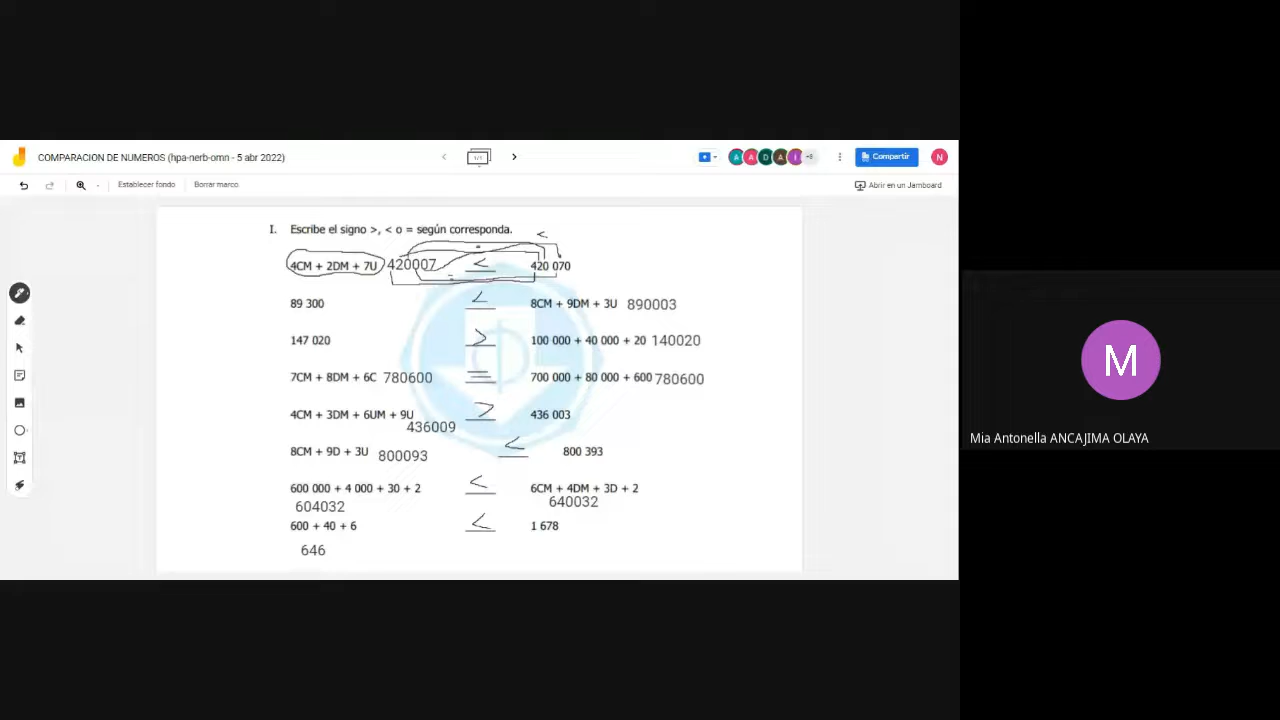 COMPARACION DE NUMEROS (hpa-nerb-omn - 5 abr 2022)
1/1
A A D A I +8
Compartir
N
Establecer fondo
Borrar marco
Abrir en un Jamboard
I. Escribe el signo >, < o = según corresponda.
= <
4CM + 2DM + 7U 420007 < 420 070
=
89 300 < 8CM + 9DM + 3U 890003
147 020 > 100 000 + 40 000 + 20 140020
7CM + 8DM + 6C 780600 = 700 000 + 80 000 + 600 780600
4CM + 3DM + 6UM + 9U > 436 003
436009
8CM + 9D + 3U 800093 < 800 393
600 000 + 4 000 + 30 + 2 < 6CM + 4DM + 3D + 2
604032 640032
600 + 40 + 6 < 1 678
646
M
Mia Antonella ANCAJIMA OLAYA